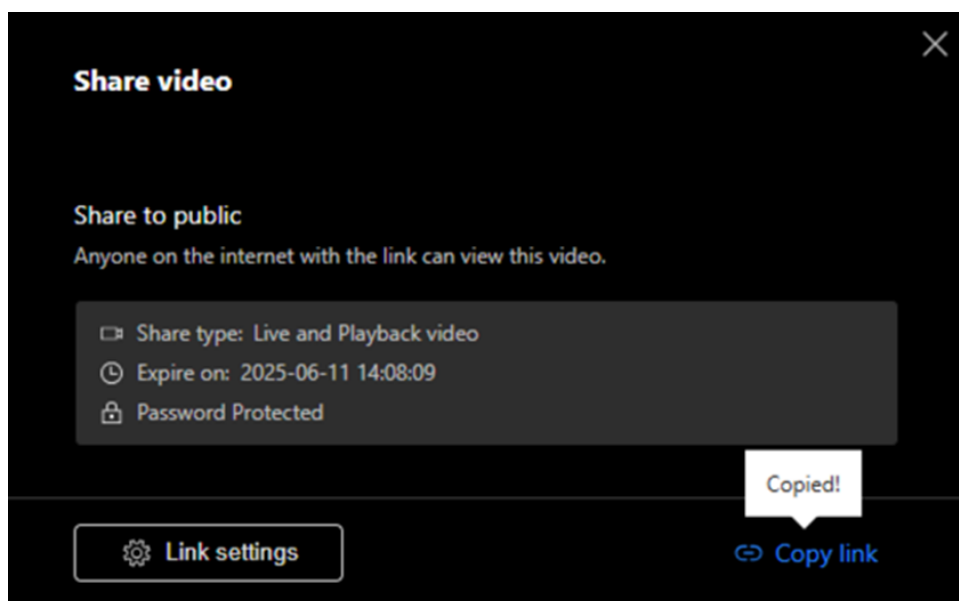 Share video
Share to public
Anyone on the internet with the link can view this video.
Share type: Live and Playback video
Expire on: 2025-06-11 14:08:09
Password Protected
Copied!
Link settings
Copy link